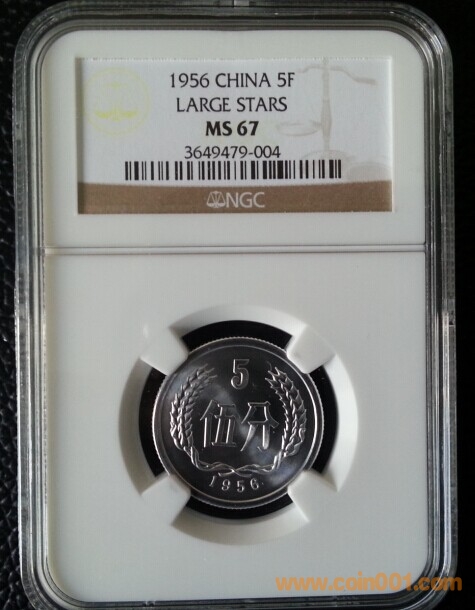 1956 CHINA 5F
LARGE STARS
MS 67
3649479-004
NGC
5
伍分
1956
www.coin001.com